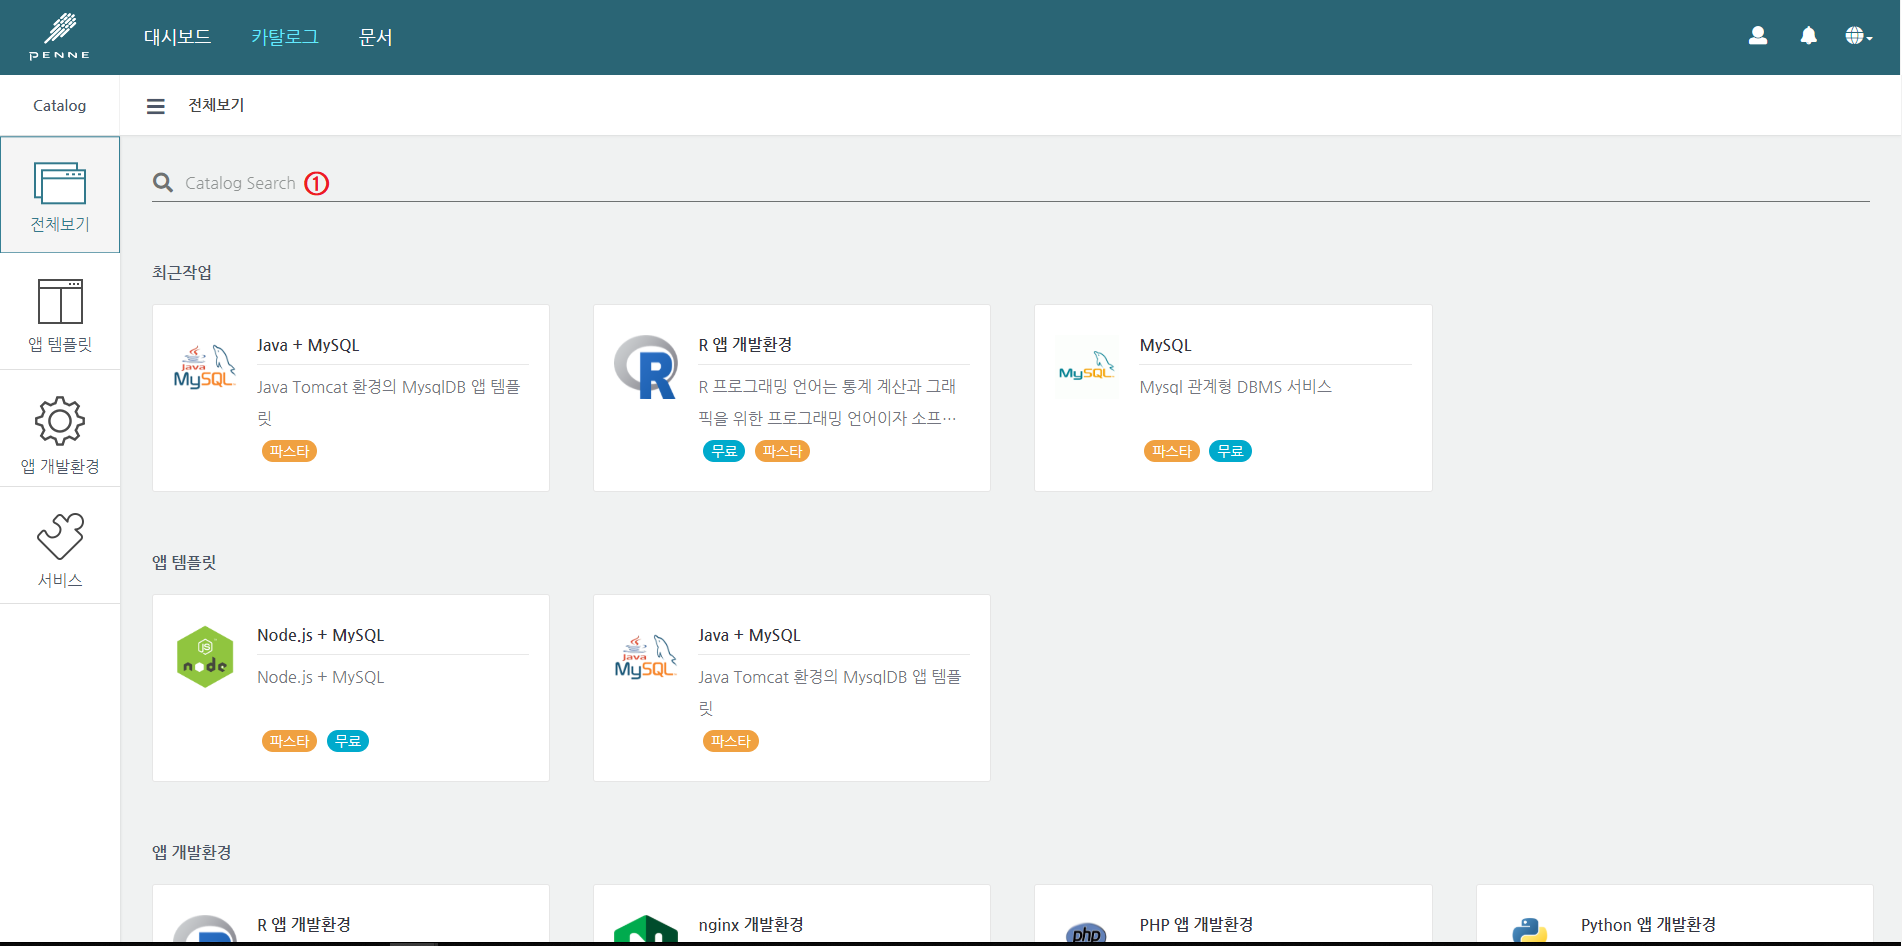 PENNE
대시보드 카탈로그 문서
Catalog
전체보기
전체보기
앱 템플릿
앱 개발환경
서비스
Catalog Search ①
최근작업
Java
MySQL
Java + MySQL
Java Tomcat 환경의 MysqlDB 앱 템플
릿
파스타
R
R 앱 개발환경
R 프로그래밍 언어는 통계 계산과 그래
픽을 위한 프로그래밍 언어이자 소프…
무료 파스타
MySQL
MySQL
Mysql 관계형 DBMS 서비스
파스타 무료
앱 템플릿
JS
node
Node.js + MySQL
Node.js + MySQL
파스타 무료
Java
MySQL
Java + MySQL
Java Tomcat 환경의 MysqlDB 앱 템플
릿
파스타
앱 개발환경
R 앱 개발환경
nginx 개발환경
php
PHP 앱 개발환경
Python 앱 개발환경